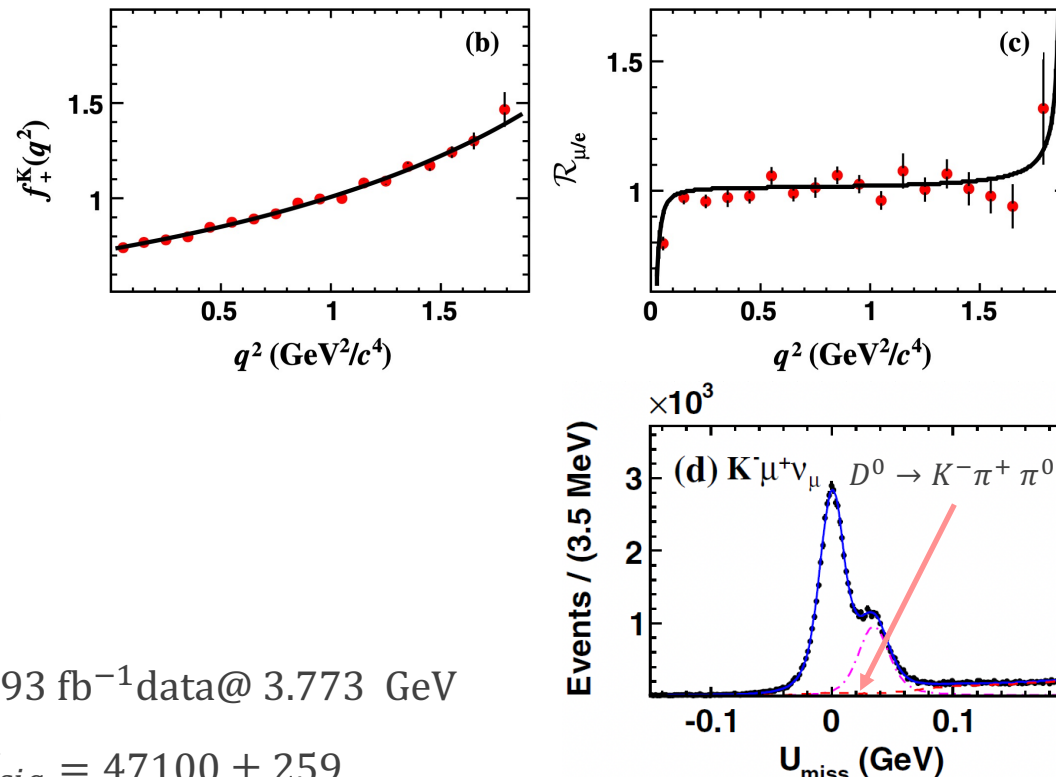 (b)
1.5
1
f₊ᴷ(q²)
0.5
1
1.5
q² (GeV²/c⁴)
(c)
1.5
1
ℛμ/e
0
0.5
1
1.5
q² (GeV²/c⁴)
×10³
(d) K⁻μ⁺νμ
D⁰ → K⁻π⁺ π⁰
3
2
1
Events / (3.5 MeV)
-0.1
0
0.1
Umiss (GeV)
93 fb⁻¹data@ 3.773 GeV
= 47100 ± 259